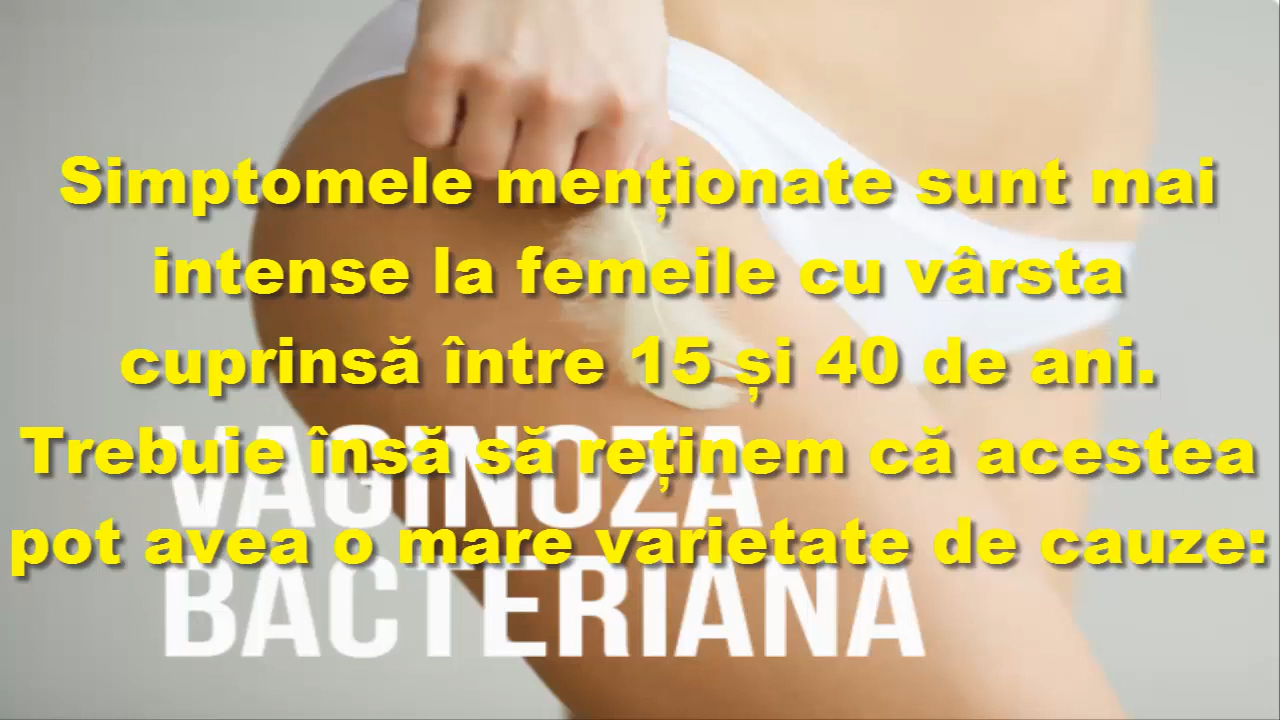 Simptomele menționate sunt mai
intense la femeile cu vârsta
cuprinsă între 15 și 40 de ani.
Trebuie însă să reținem că acestea
pot avea o mare varietate de cauze:
VAGINOZA
BACTERIANA